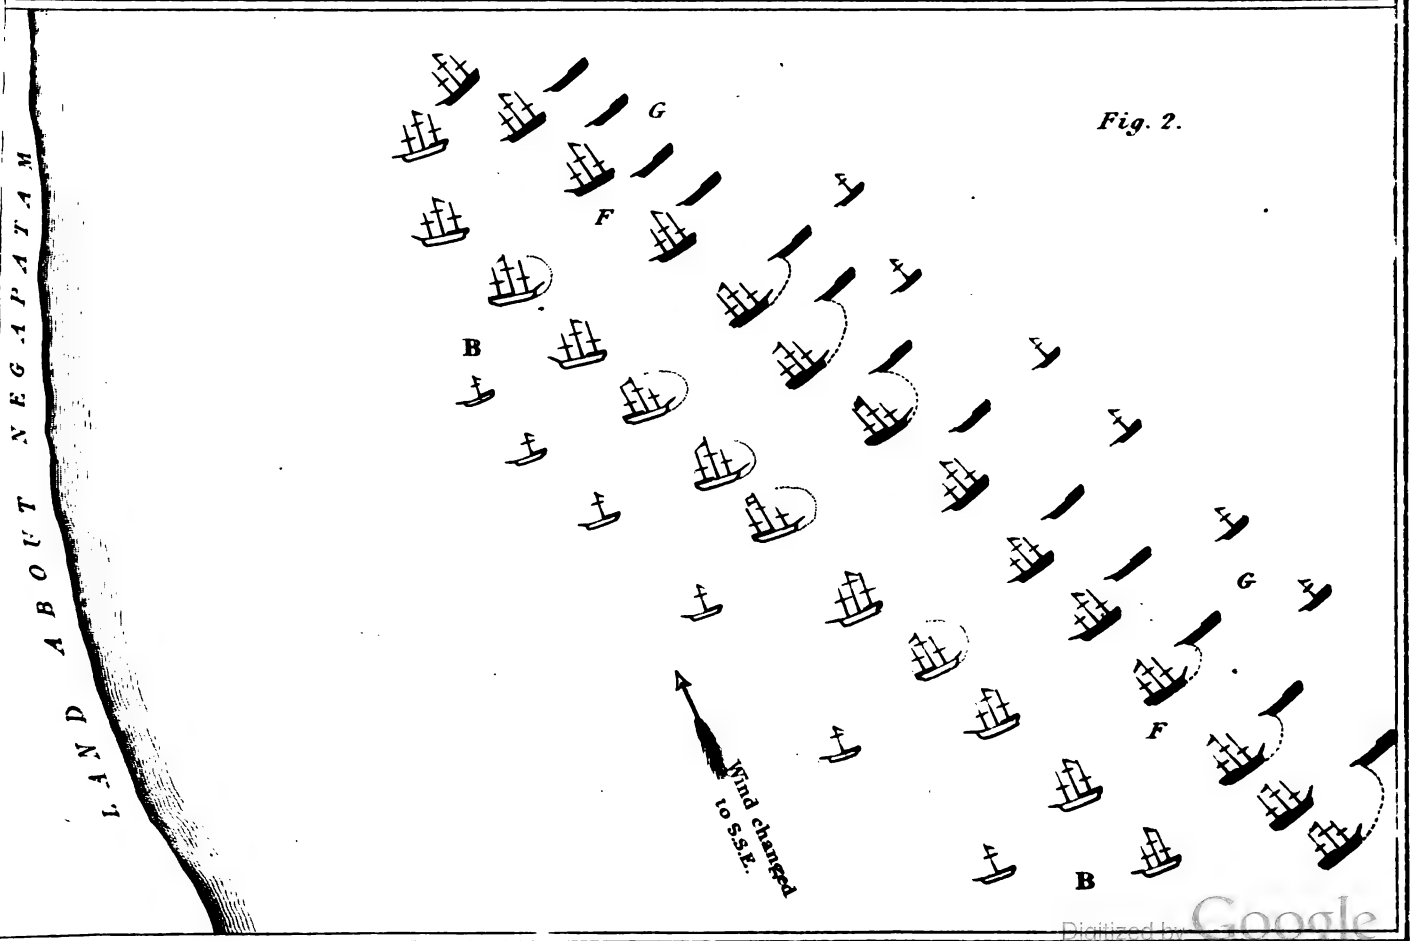 Fig. 2.
G
F
B
LAND ABOUT NEGAPATAM
G
F
Wind changed
to S.S.E.
B
Digitized by Google